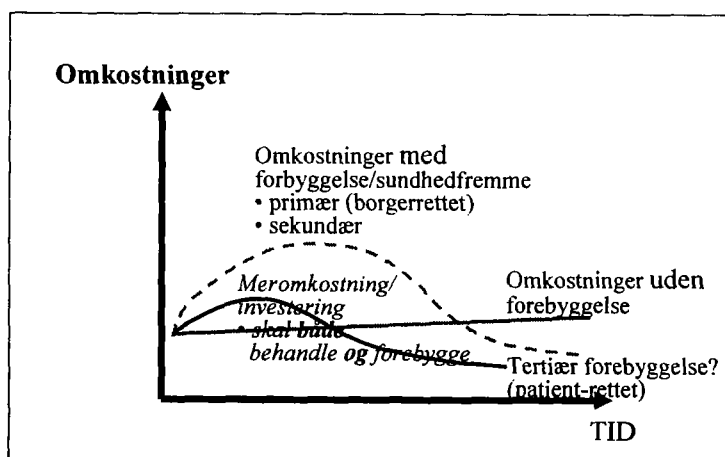 Omkostninger
Omkostninger med
forbyggelse/sundhedfremme
• primær (borgerrettet)
• sekundær
Meromkostning/
investering
• skal både
behandle og forebygge
Omkostninger uden
forebyggelse
Tertiær forebyggelse?
(patient-rettet)
TID